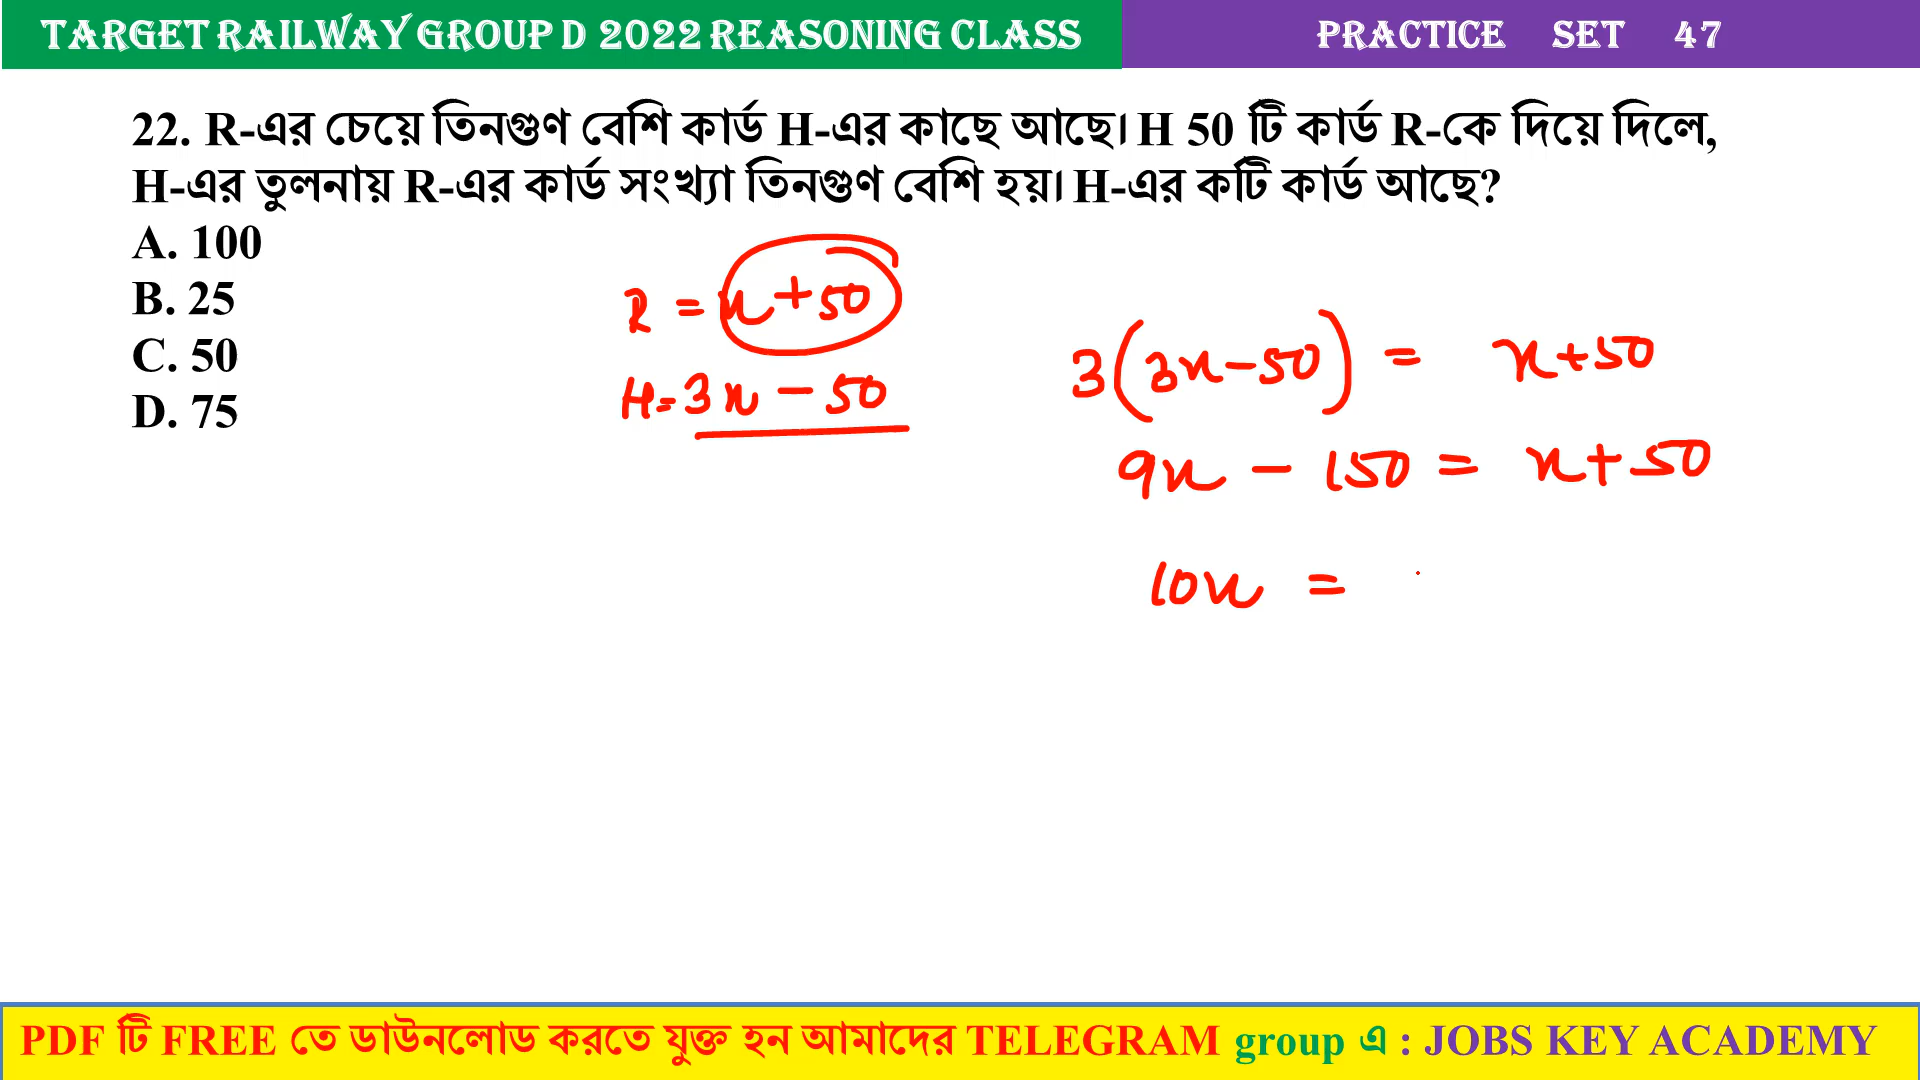 TARGET RAILWAY GROUP D 2022 REASONING CLASS PRACTICE SET 47
22. R-এর চেয়ে তিনগুণ বেশি কার্ড H-এর কাছে আছে। H 50 টি কার্ড R-কে দিয়ে দিলে,
H-এর তুলনায় R-এর কার্ড সংখ্যা তিনগুণ বেশি হয়। H-এর কটি কার্ড আছে?
A. 100
B. 25
C. 50
D. 75
R = x + 50
H = 3x - 50
3(3x - 50) = x + 50
9x - 150 = x + 50
10x =
PDF টি FREE তে ডাউনলোড করতে যুক্ত হন আমাদের TELEGRAM group এ : JOBS KEY ACADEMY